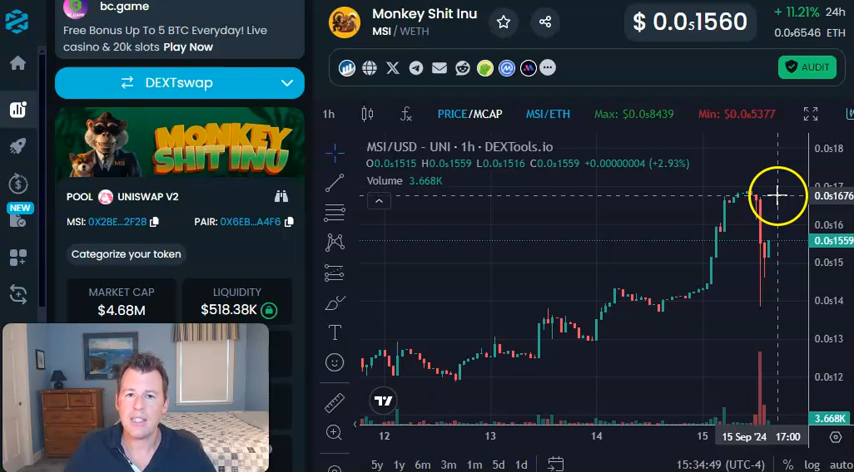 bc.game
Free Bonus Up To 5 BTC Everyday! Live
casino & 20k slots Play Now
DEXTswap
MONKEY
SHIT INU
MSI
POOL UNISWAP V2
MSI: 0X2BE...2F28 PAIR: 0X6EB...A4F6
NEW
Categorize your token
MARKET CAP
$4.68M
LIQUIDITY
$518.38K
Monkey Shit Inu
MSI / WETH
$ 0.0₅1560
+ 11.21% 24h
0.0₈6546 ETH
AUDIT
1h PRICE/MCAP MSI/ETH Max: $0.0₅8439 Min: $0.0₆5377
MSI/USD - UNI · 1h · DEXTools.io
O0.0₅1515 H0.0₅1559 L0.0₅1516 C0.0₅1559 +0.00000004 (+2.93%)
Volume 3.668K
0.0₅18
0.0₅17
0.0₅1676
0.0₅16
0.0₅1559
0.0₅15
0.0₅14
0.0₅13
0.0₅12
3.668K
12 13 14 15 15 Sep '24 17:00
5y 1y 6m 3m 1m 5d 1d 15:34:49 (UTC-4) % log auto